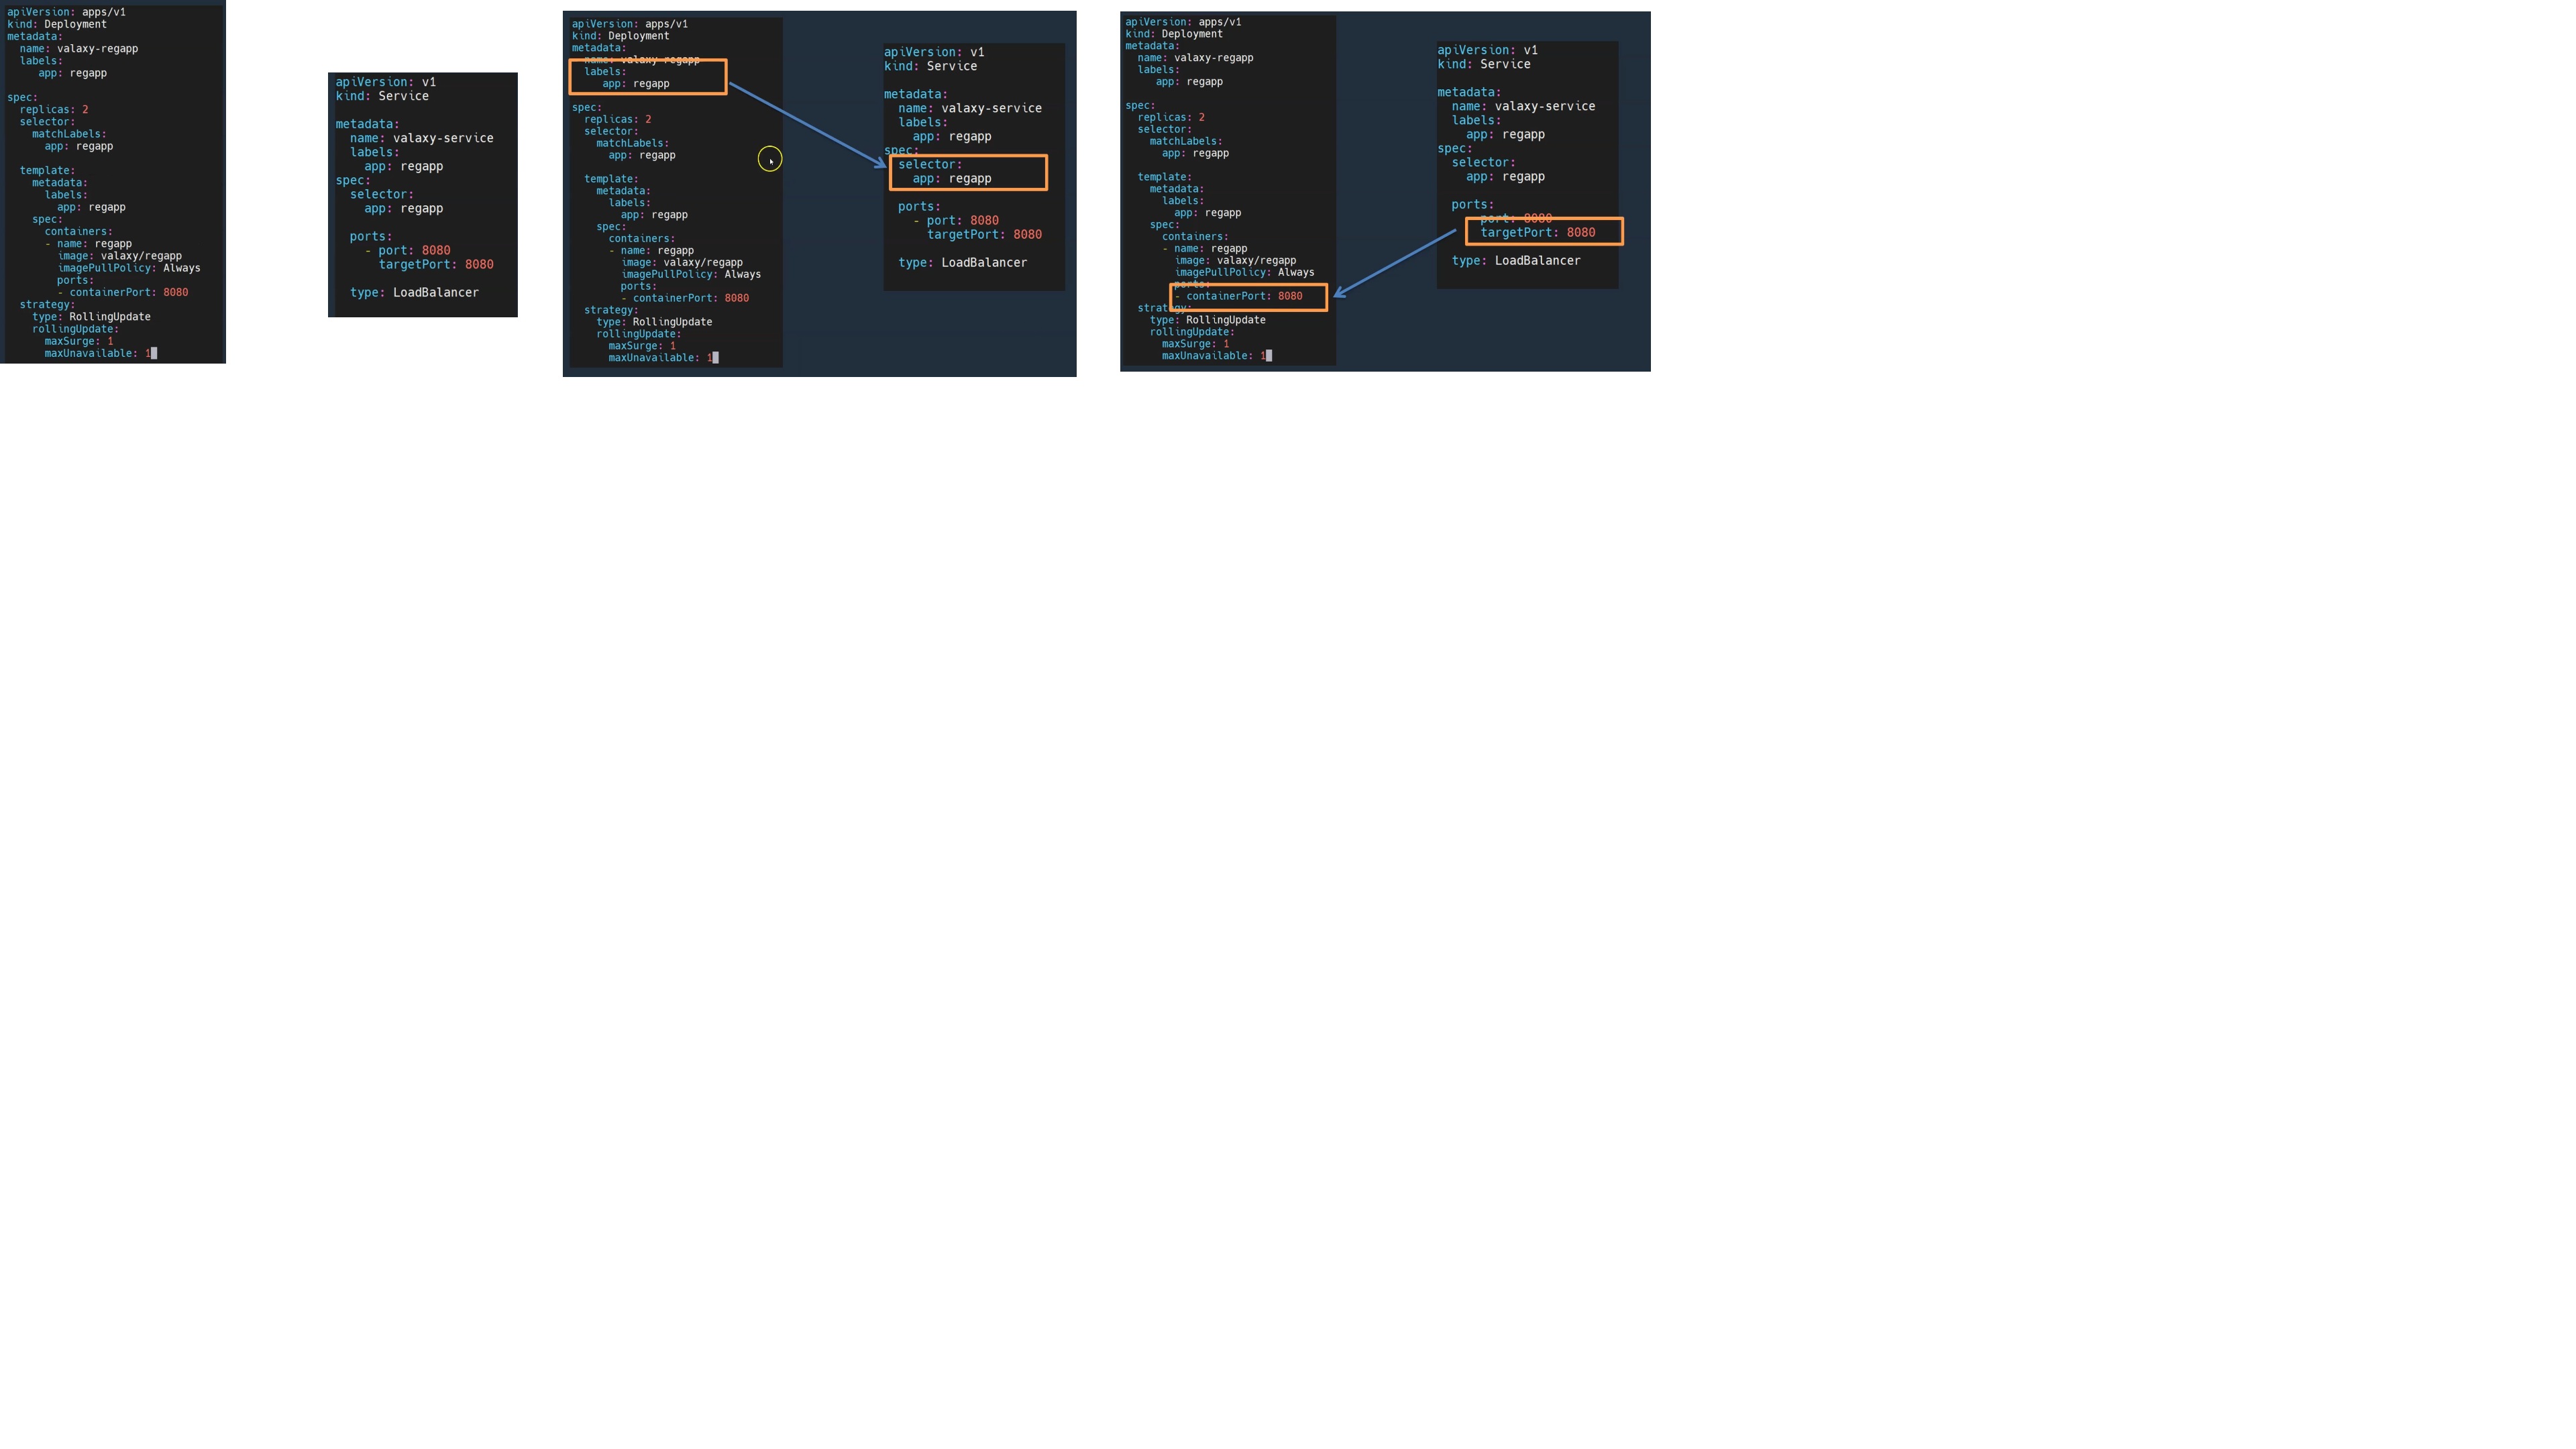 apiVersion: apps/v1
kind: Deployment
metadata:
  name: valaxy-regapp
  labels:
     app: regapp

spec:
  replicas: 2
  selector:
    matchLabels:
      app: regapp

  template:
    metadata:
      labels:
        app: regapp
    spec:
      containers:
      - name: regapp
        image: valaxy/regapp
        imagePullPolicy: Always
        ports:
        - containerPort: 8080
  strategy:
    type: RollingUpdate
    rollingUpdate:
      maxSurge: 1
      maxUnavailable: 1

apiVersion: v1
kind: Service

metadata:
  name: valaxy-service
  labels:
    app: regapp
spec:
  selector:
    app: regapp

  ports:
    - port: 8080
      targetPort: 8080

  type: LoadBalancer

apiVersion: apps/v1
kind: Deployment
metadata:
  name: valaxy-regapp
  labels:
     app: regapp

spec:
  replicas: 2
  selector:
    matchLabels:
      app: regapp

  template:
    metadata:
      labels:
        app: regapp
    spec:
      containers:
      - name: regapp
        image: valaxy/regapp
        imagePullPolicy: Always
        ports:
        - containerPort: 8080
  strategy:
    type: RollingUpdate
    rollingUpdate:
      maxSurge: 1
      maxUnavailable: 1

apiVersion: v1
kind: Service

metadata:
  name: valaxy-service
  labels:
    app: regapp
spec:
  selector:
    app: regapp

  ports:
    - port: 8080
      targetPort: 8080

  type: LoadBalancer

apiVersion: apps/v1
kind: Deployment
metadata:
  name: valaxy-regapp
  labels:
     app: regapp

spec:
  replicas: 2
  selector:
    matchLabels:
      app: regapp

  template:
    metadata:
      labels:
        app: regapp
    spec:
      containers:
      - name: regapp
        image: valaxy/regapp
        imagePullPolicy: Always
        ports:
        - containerPort: 8080
  strategy:
    type: RollingUpdate
    rollingUpdate:
      maxSurge: 1
      maxUnavailable: 1

apiVersion: v1
kind: Service

metadata:
  name: valaxy-service
  labels:
    app: regapp
spec:
  selector:
    app: regapp

  ports:
      port: 8080
      targetPort: 8080

  type: LoadBalancer